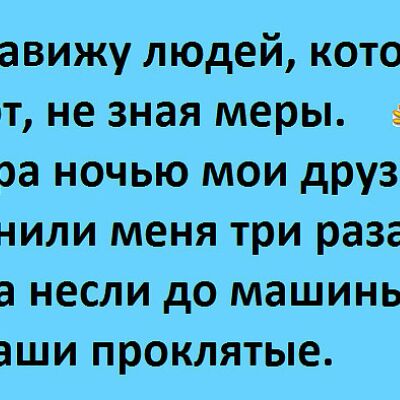 авижу людей, кото
т, не зная меры.
ра ночью мои друз
нили меня три раза
а несли до машины
аши проклятые.